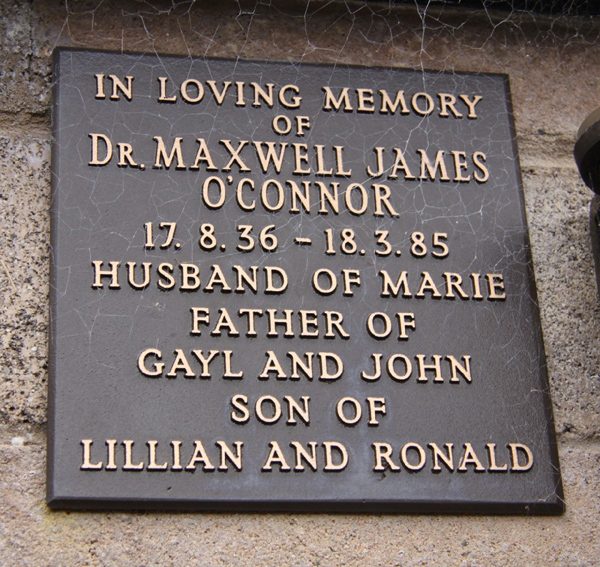 IN LOVING MEMORY
OF
DR. MAXWELL JAMES
O'CONNOR
17. 8. 36 - 18. 3. 85
HUSBAND OF MARIE
FATHER OF
GAYL AND JOHN
SON OF
LILLIAN AND RONALD